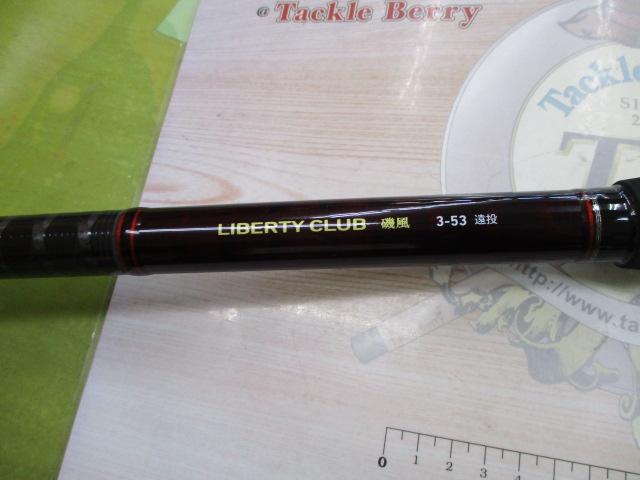 @ Tackle Berry
Tackle
LIBERTY CLUB 磯風 3-53 遠投
http://www.ta
0 1 2 3 4